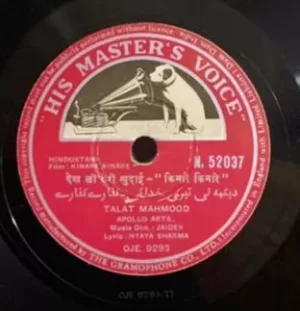 "HIS MASTER'S VOICE"
HINDUSTANI
Film: KINARE KINARE
N. 52037
देख ली तेरी खुदाई - "किनारे किनारे"
دیکھ لی تیری خدائی - کنارے کنارے
TALAT MAHMOOD
APOLLO ARTS.
Music Dir.: JAIDEV
Lyric: NYAYA SHARMA
OJE. 9293
THE GRAMOPHONE CO., LTD.